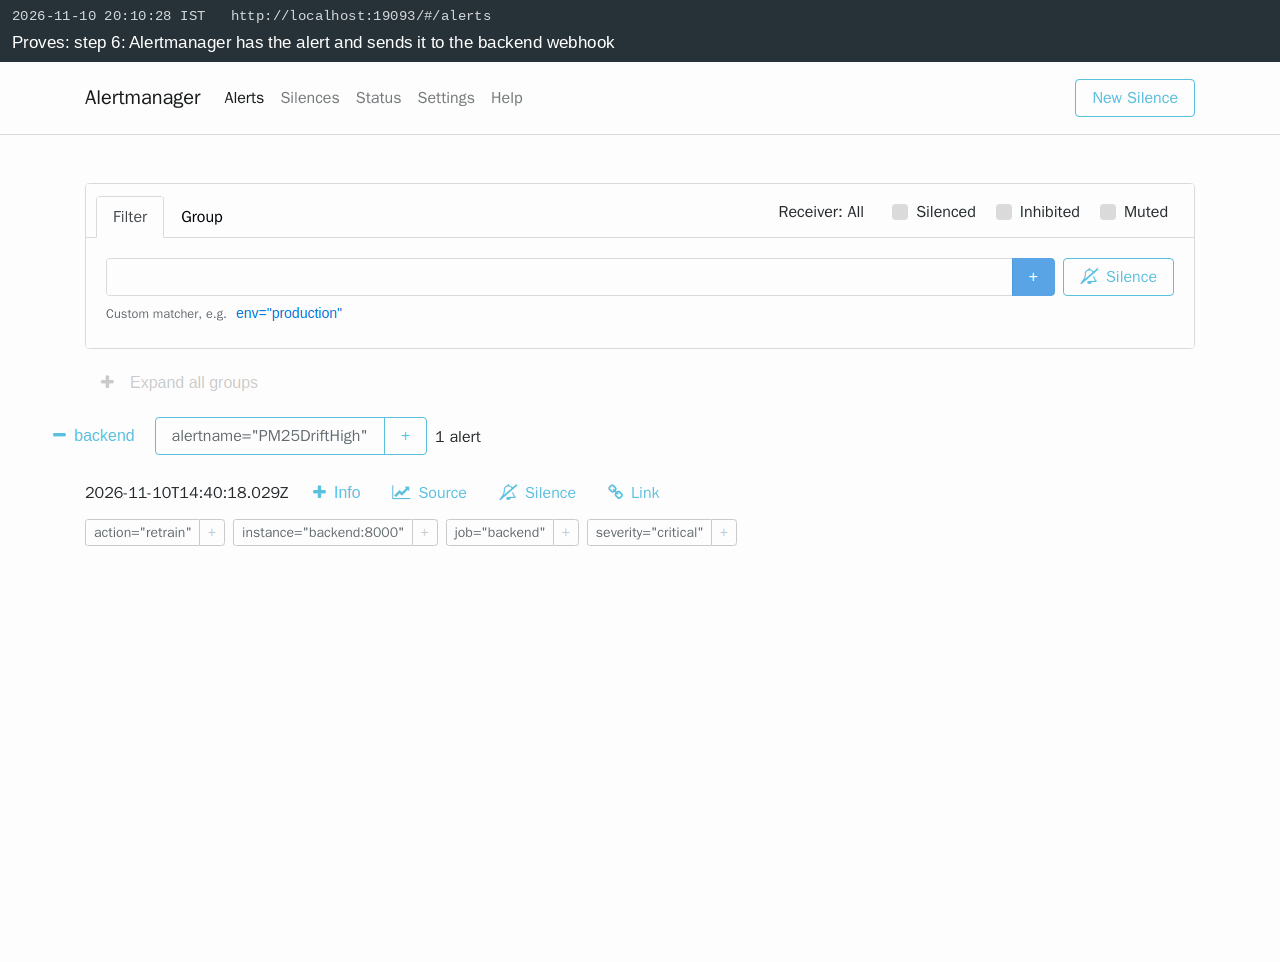 2026-11-10 20:10:28 IST http://localhost:19093/#/alerts
Proves: step 6: Alertmanager has the alert and sends it to the backend webhook
Alertmanager Alerts Silences Status Settings Help New Silence
Filter Group Receiver: All Silenced Inhibited Muted
+ Silence
Custom matcher, e.g. env="production"
+ Expand all groups
− backend alertname="PM25DriftHigh" + 1 alert
2026-11-10T14:40:18.029Z + Info Source Silence Link
action="retrain" + instance="backend:8000" + job="backend" + severity="critical" +